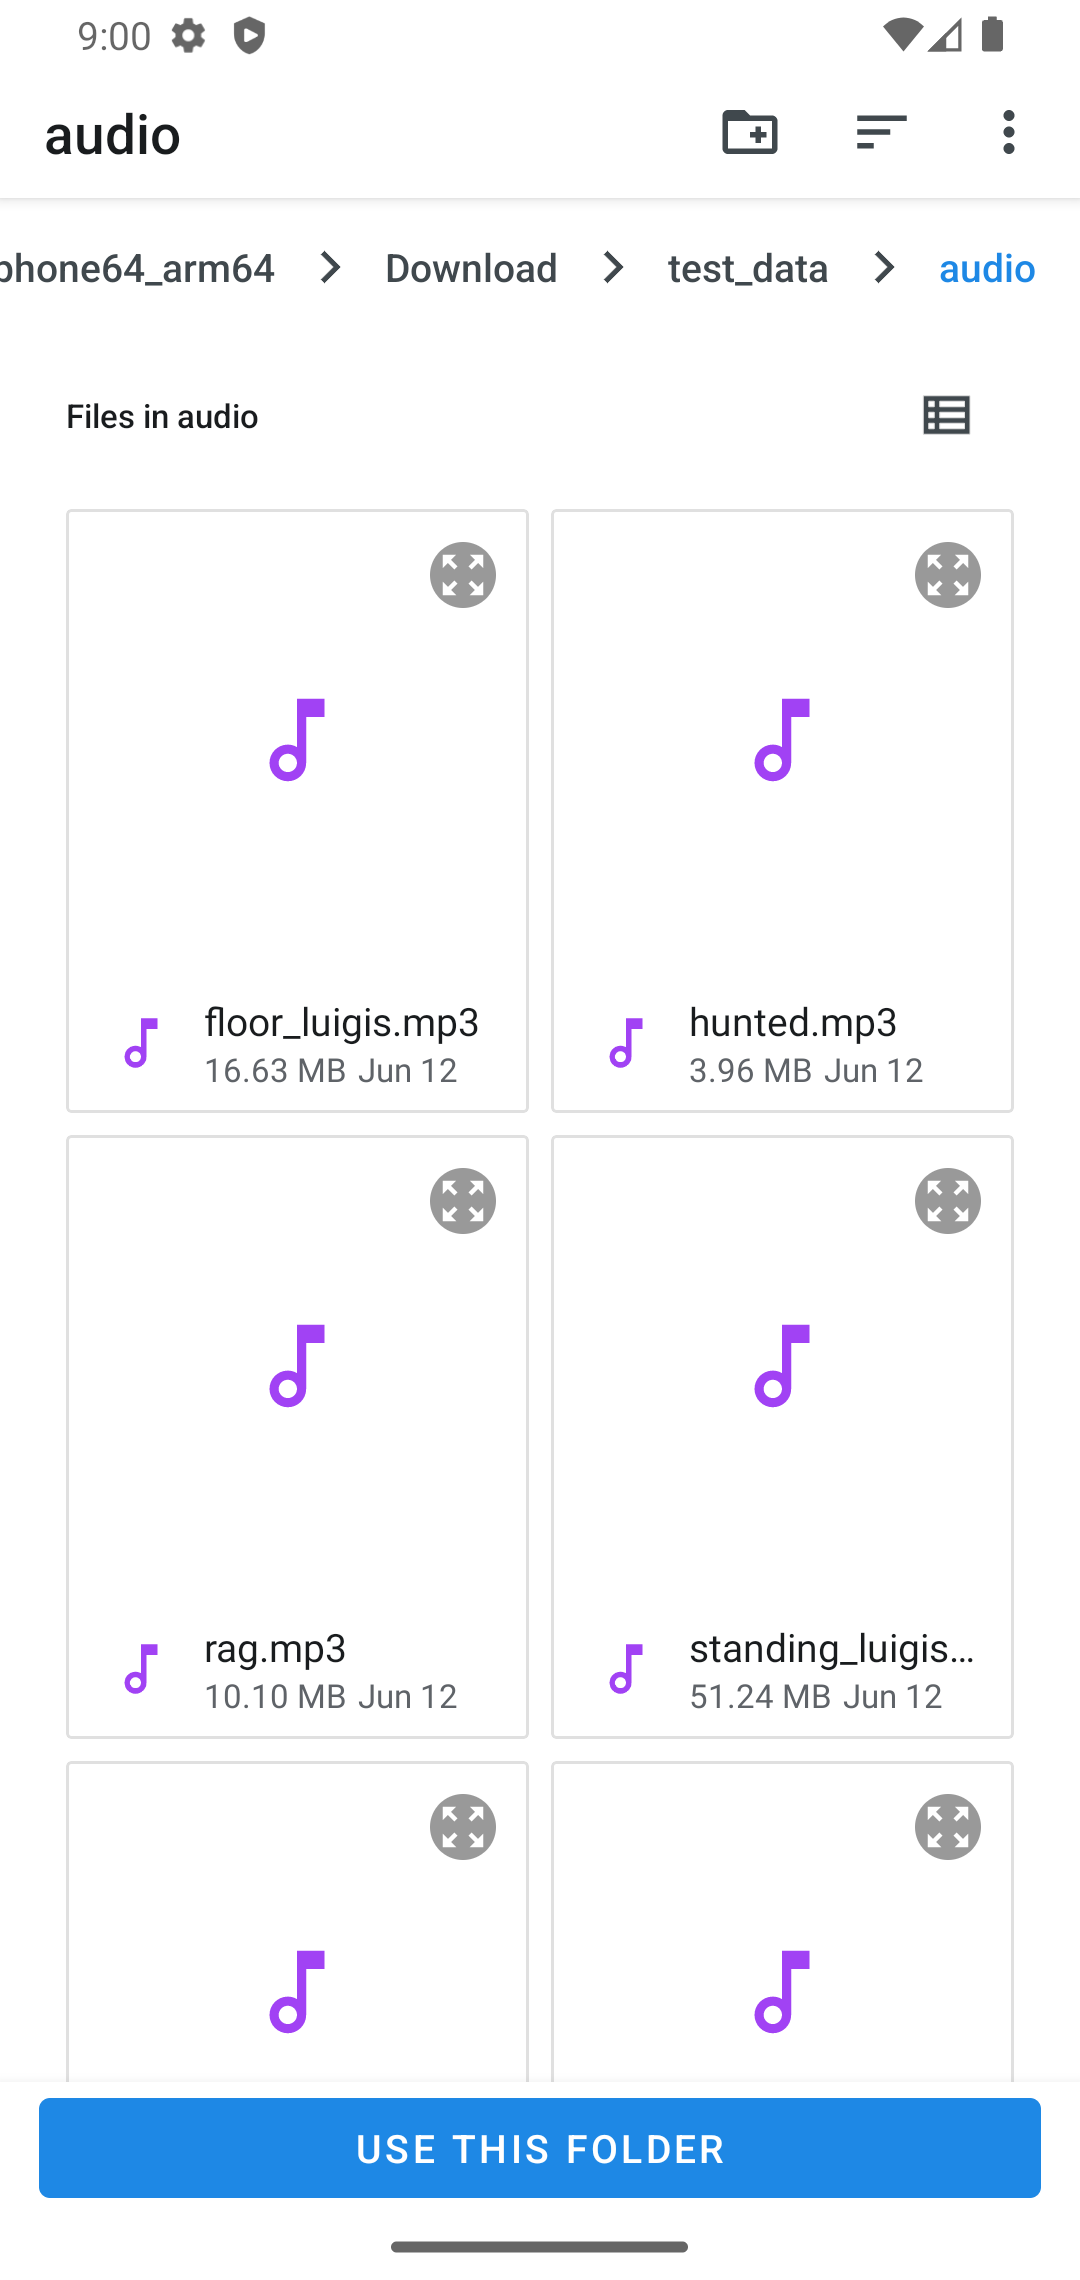 9:00
audio
phone64_arm64 Download test_data audio
Files in audio
floor_luigis.mp3
16.63 MB Jun 12
hunted.mp3
3.96 MB Jun 12
rag.mp3
10.10 MB Jun 12
standing_luigis...
51.24 MB Jun 12
USE THIS FOLDER